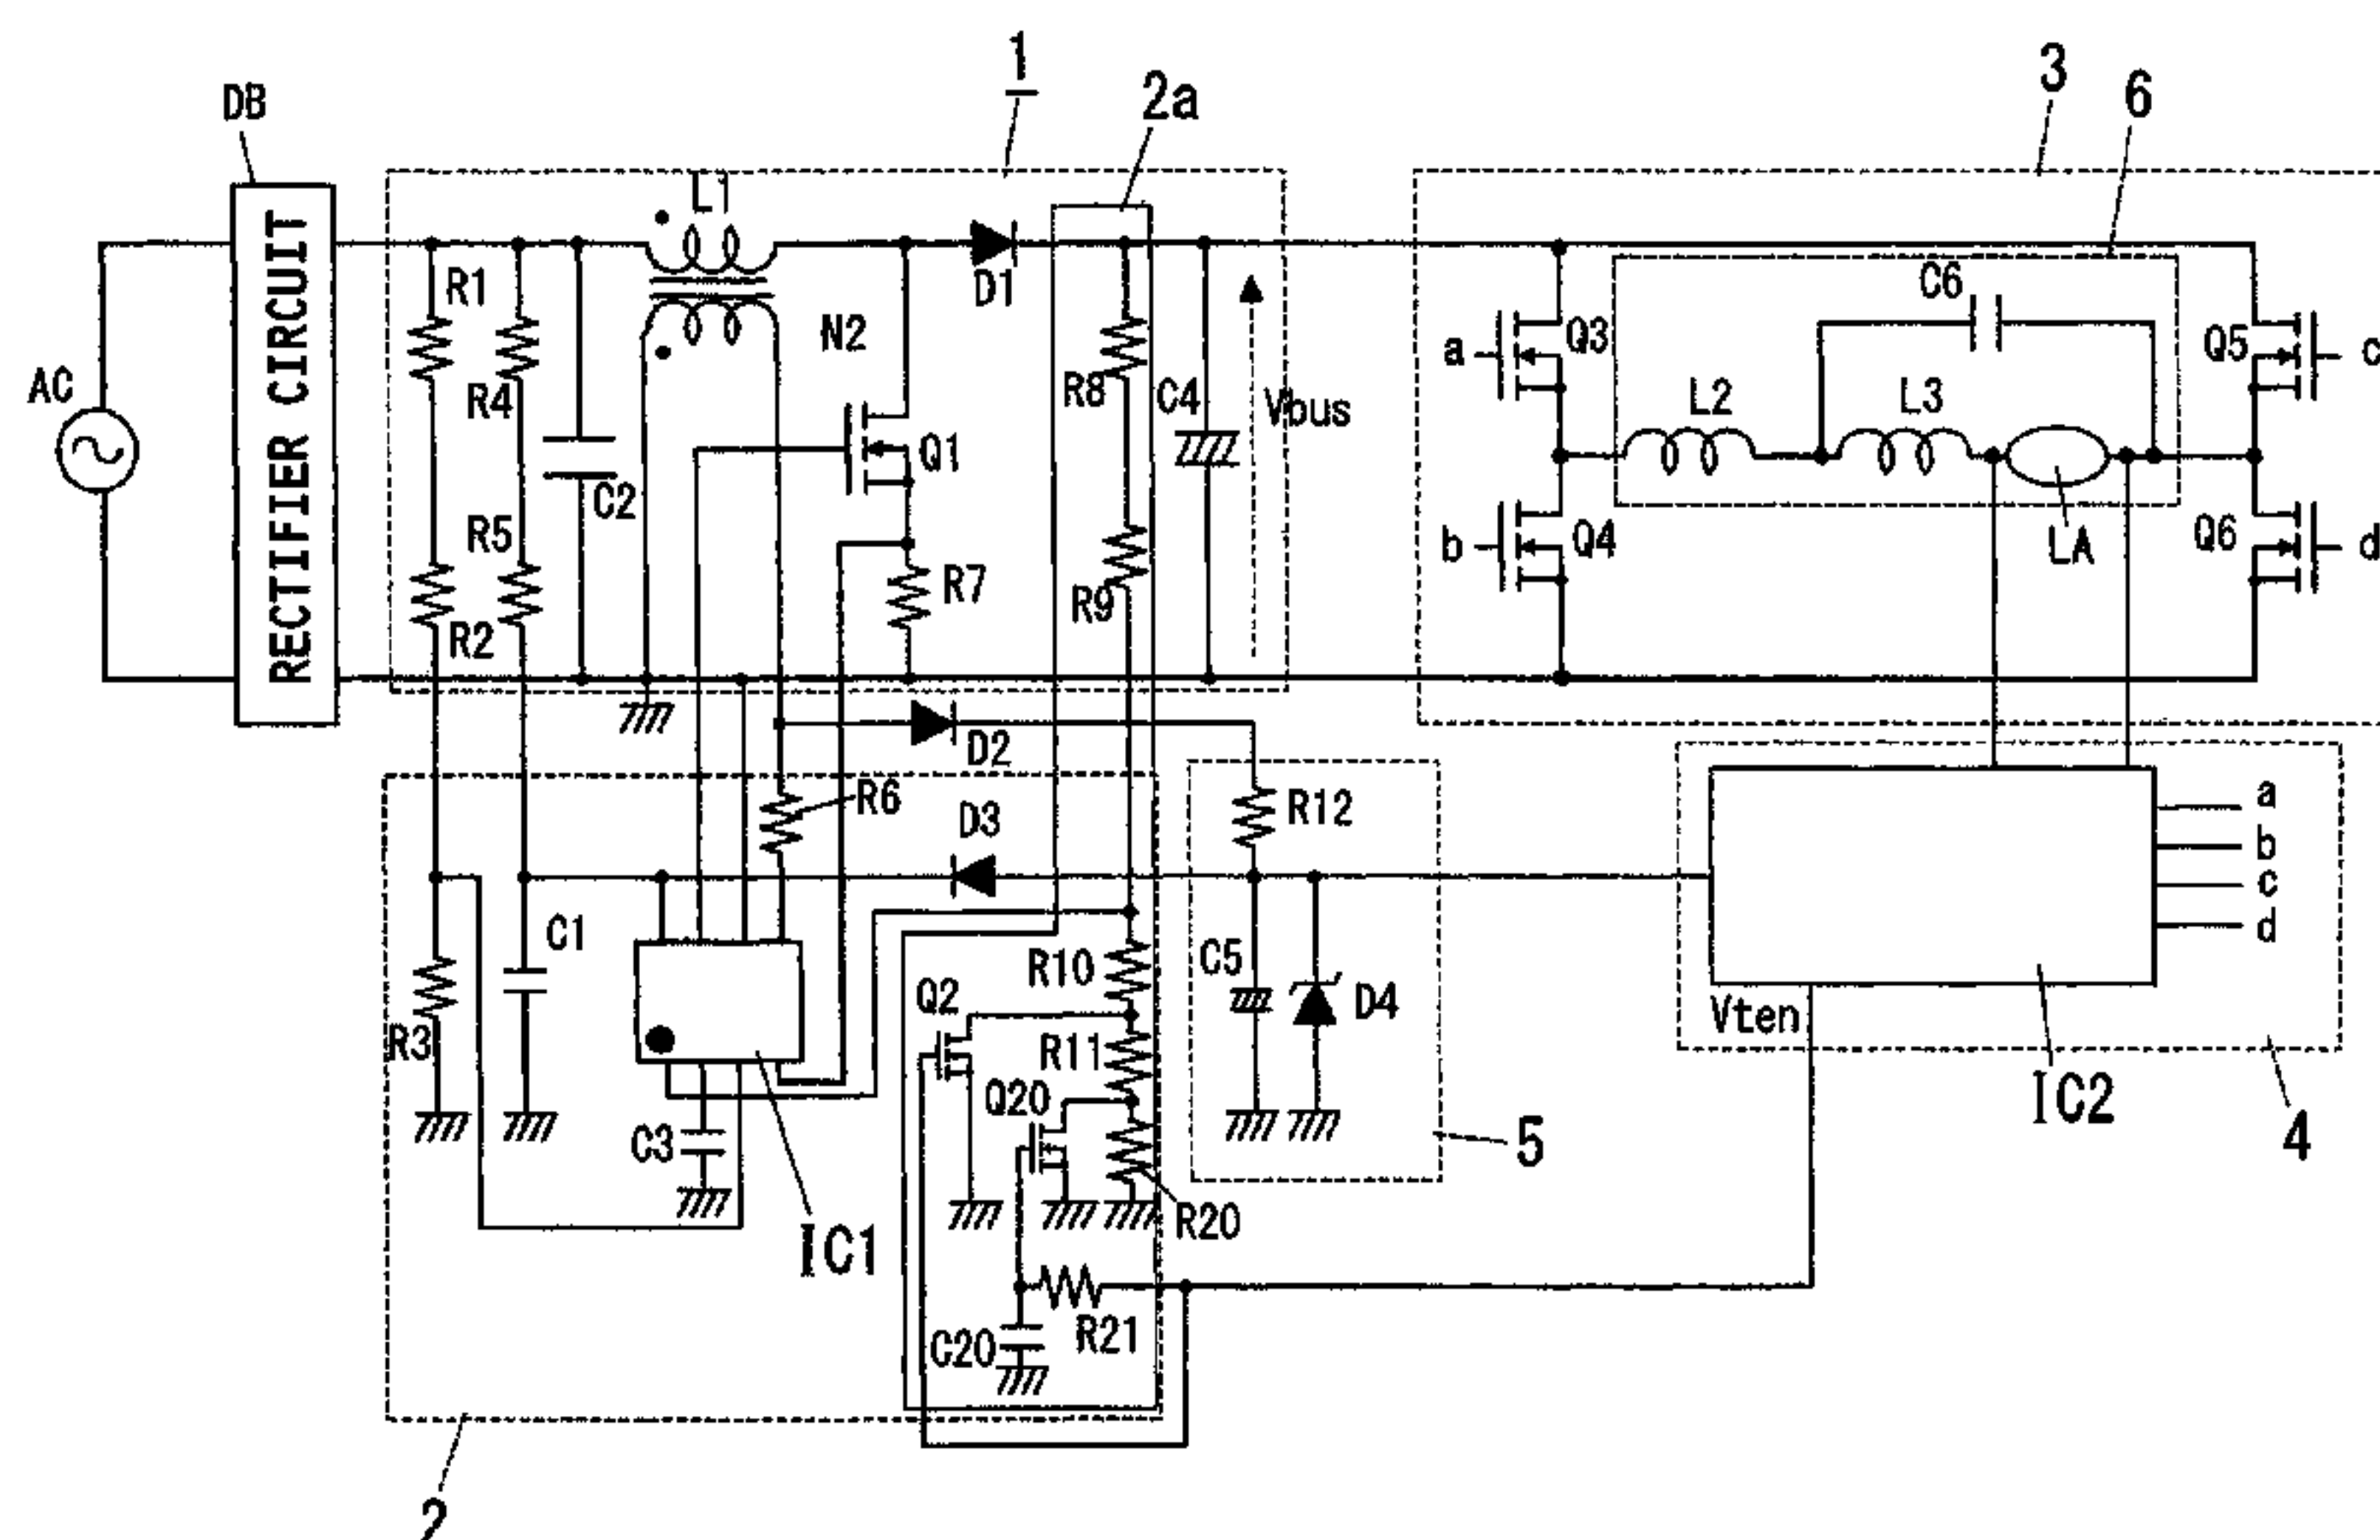 1
2a
3
6
DB
AC
RECTIFIER CIRCUIT
L1
R1
R4
N2
D1
R8
C4
Vbus
a
Q3
C6
Q5
c
L2
L3
Q1
C2
R5
R2
R7
R9
b
Q4
LA
Q6
d
D2
R6
D3
R12
a
b
c
d
C1
R3
R10
Q2
C5
D4
Vten
R11
Q20
C3
R20
IC1
IC2
4
5
C20
R21
2